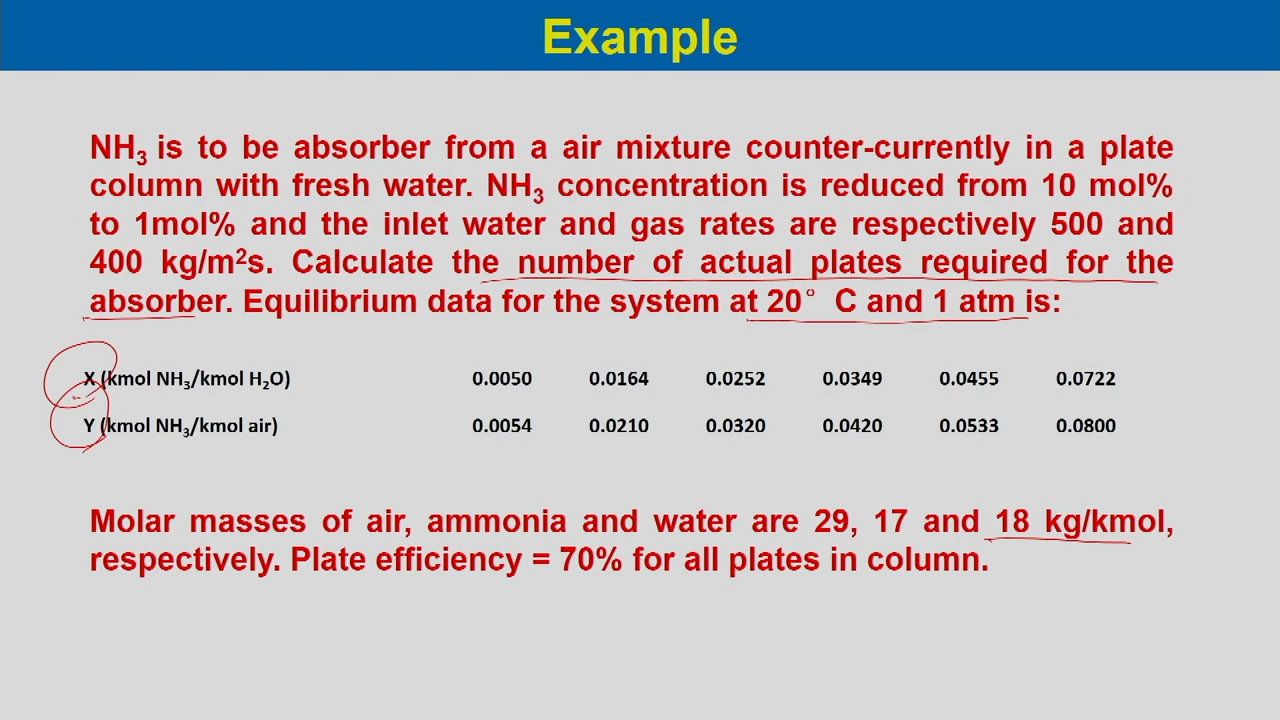 Example
NH₃ is to be absorber from a air mixture counter-currently in a plate
column with fresh water. NH₃ concentration is reduced from 10 mol%
to 1mol% and the inlet water and gas rates are respectively 500 and
400 kg/m²s. Calculate the number of actual plates required for the
absorber. Equilibrium data for the system at 20° C and 1 atm is:
X (kmol NH₃/kmol H₂O) 0.0050 0.0164 0.0252 0.0349 0.0455 0.0722
Y (kmol NH₃/kmol air) 0.0054 0.0210 0.0320 0.0420 0.0533 0.0800
Molar masses of air, ammonia and water are 29, 17 and 18 kg/kmol,
respectively. Plate efficiency = 70% for all plates in column.